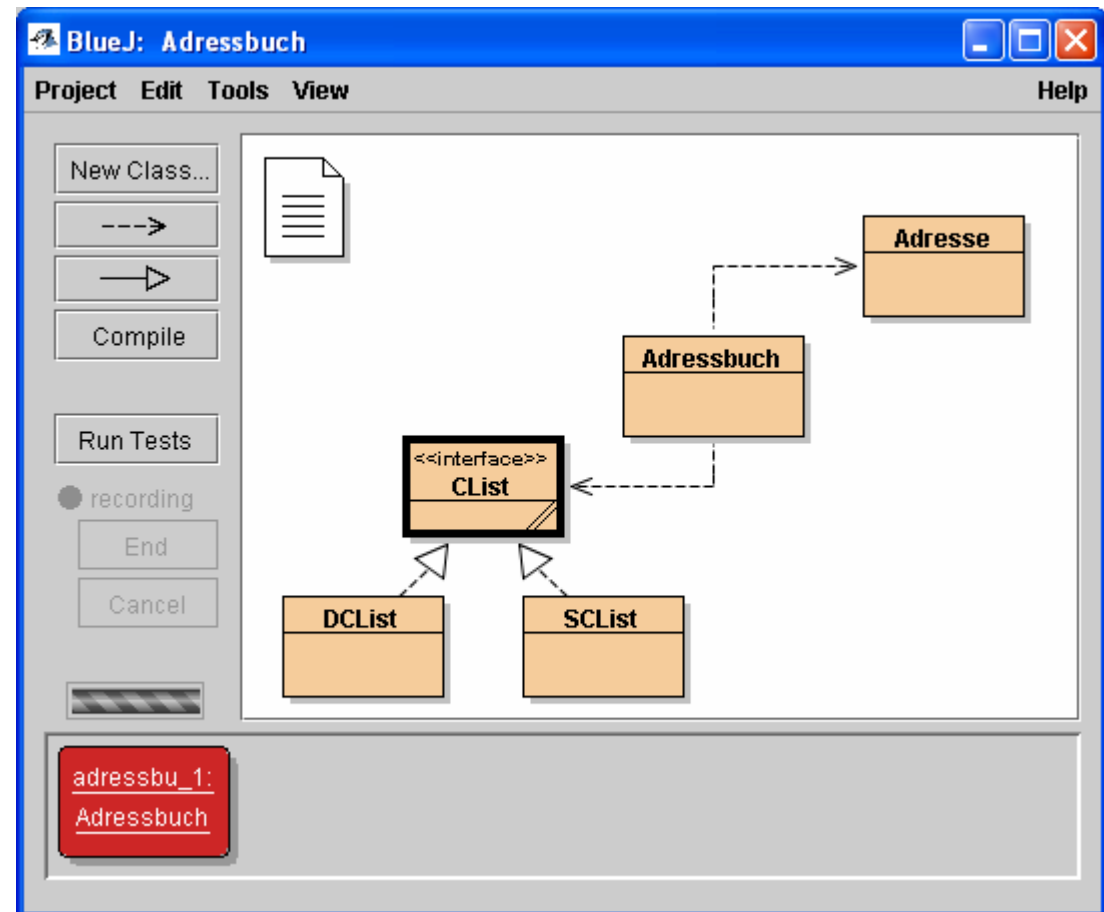 BlueJ: Adressbuch
Project Edit Tools View Help
New Class...
Compile
Run Tests
recording
End
Cancel
Adresse
Adressbuch
<<interface>>
CList
DCList
SCList
adressbu_1:
Adressbuch